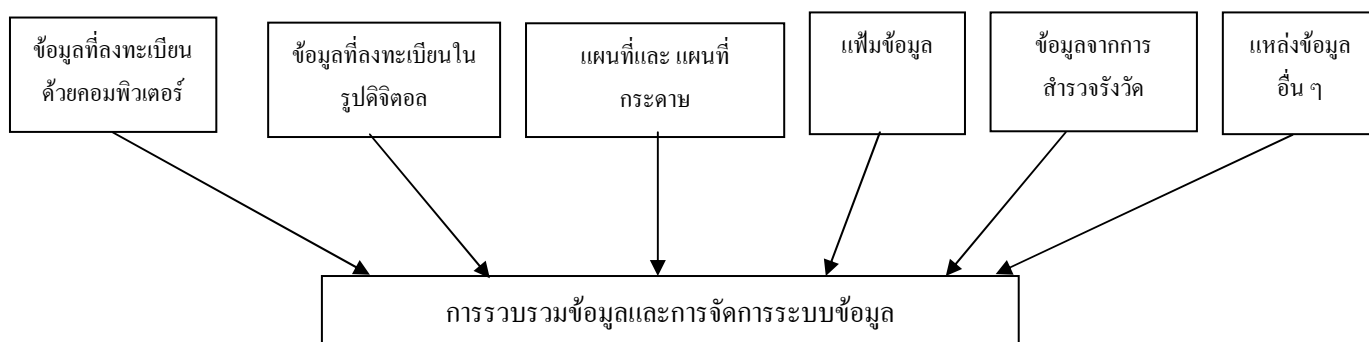 ข้อมูลที่ลงทะเบียน
ด้วยคอมพิวเตอร์
ข้อมูลที่ลงทะเบียนใน
รูปดิจิตอล
แผนที่และ แผนที่
กระดาษ
แฟ้มข้อมูล
ข้อมูลจากการ
สำรวจรังวัด
แหล่งข้อมูล
อื่น ๆ
การรวบรวมข้อมูลและการจัดการระบบข้อมูล